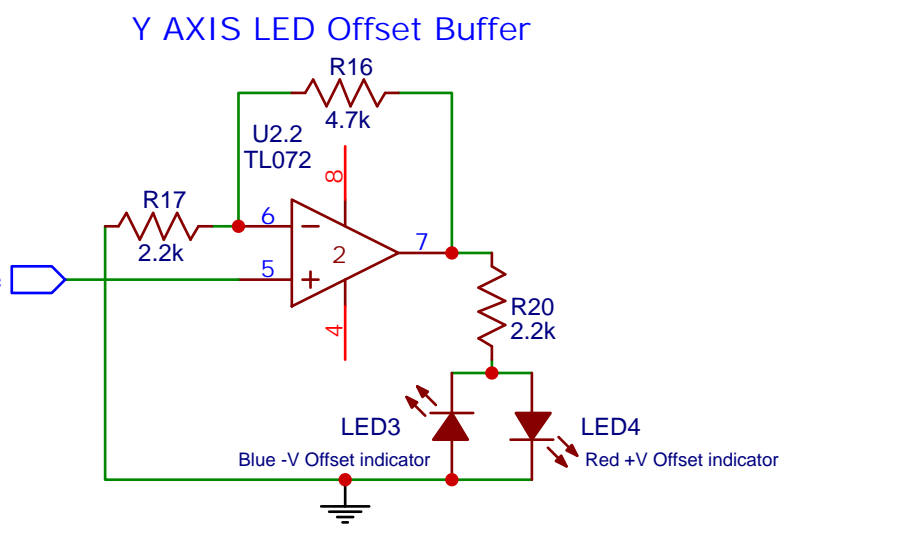 Y AXIS LED Offset Buffer
R16
4.7k
U2.2
TL072
8
R17
2.2k
6
2
7
5
4
R20
2.2k
LED3
LED4
Blue -V Offset indicator
Red +V Offset indicator